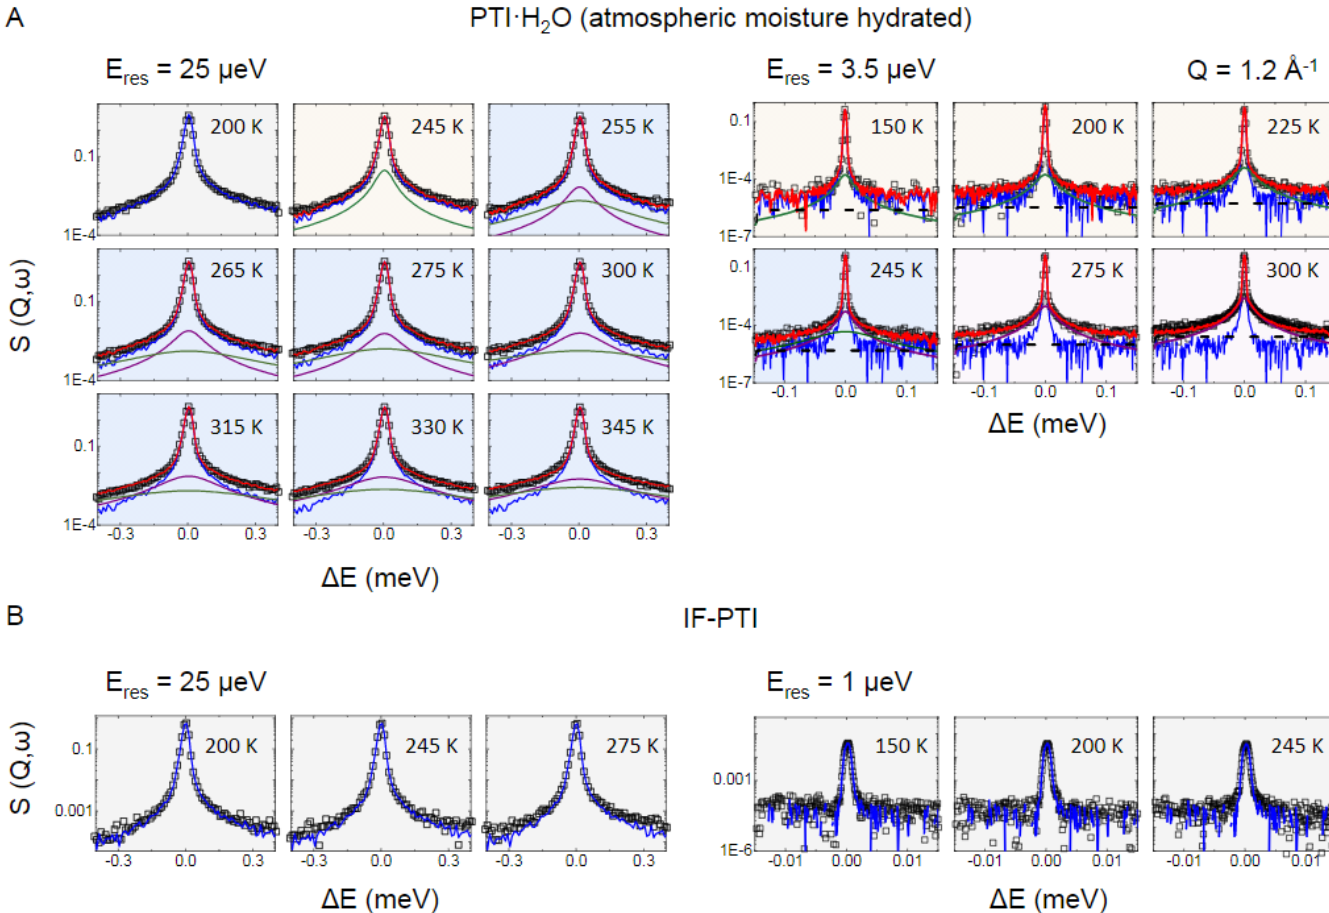 A
PTI·H₂O (atmospheric moisture hydrated)
E_res = 25 µeV
E_res = 3.5 µeV
Q = 1.2 Å⁻¹
200 K
245 K
255 K
0.1
1E-4
265 K
275 K
300 K
0.1
1E-4
315 K
330 K
345 K
0.1
1E-4
-0.3 0.0 0.3
-0.3 0.0 0.3
-0.3 0.0 0.3
S (Q,ω)
ΔE (meV)
150 K
200 K
225 K
0.1
1E-4
1E-7
245 K
275 K
300 K
0.1
1E-4
1E-7
-0.1 0.0 0.1
-0.1 0.0 0.1
-0.1 0.0 0.1
ΔE (meV)
B
IF-PTI
E_res = 25 µeV
E_res = 1 µeV
200 K
245 K
275 K
0.1
0.001
-0.3 0.0 0.3
-0.3 0.0 0.3
-0.3 0.0 0.3
S (Q,ω)
ΔE (meV)
150 K
200 K
245 K
0.001
1E-6
-0.01 0.00 0.01
-0.01 0.00 0.01
-0.01 0.00 0.01
ΔE (meV)